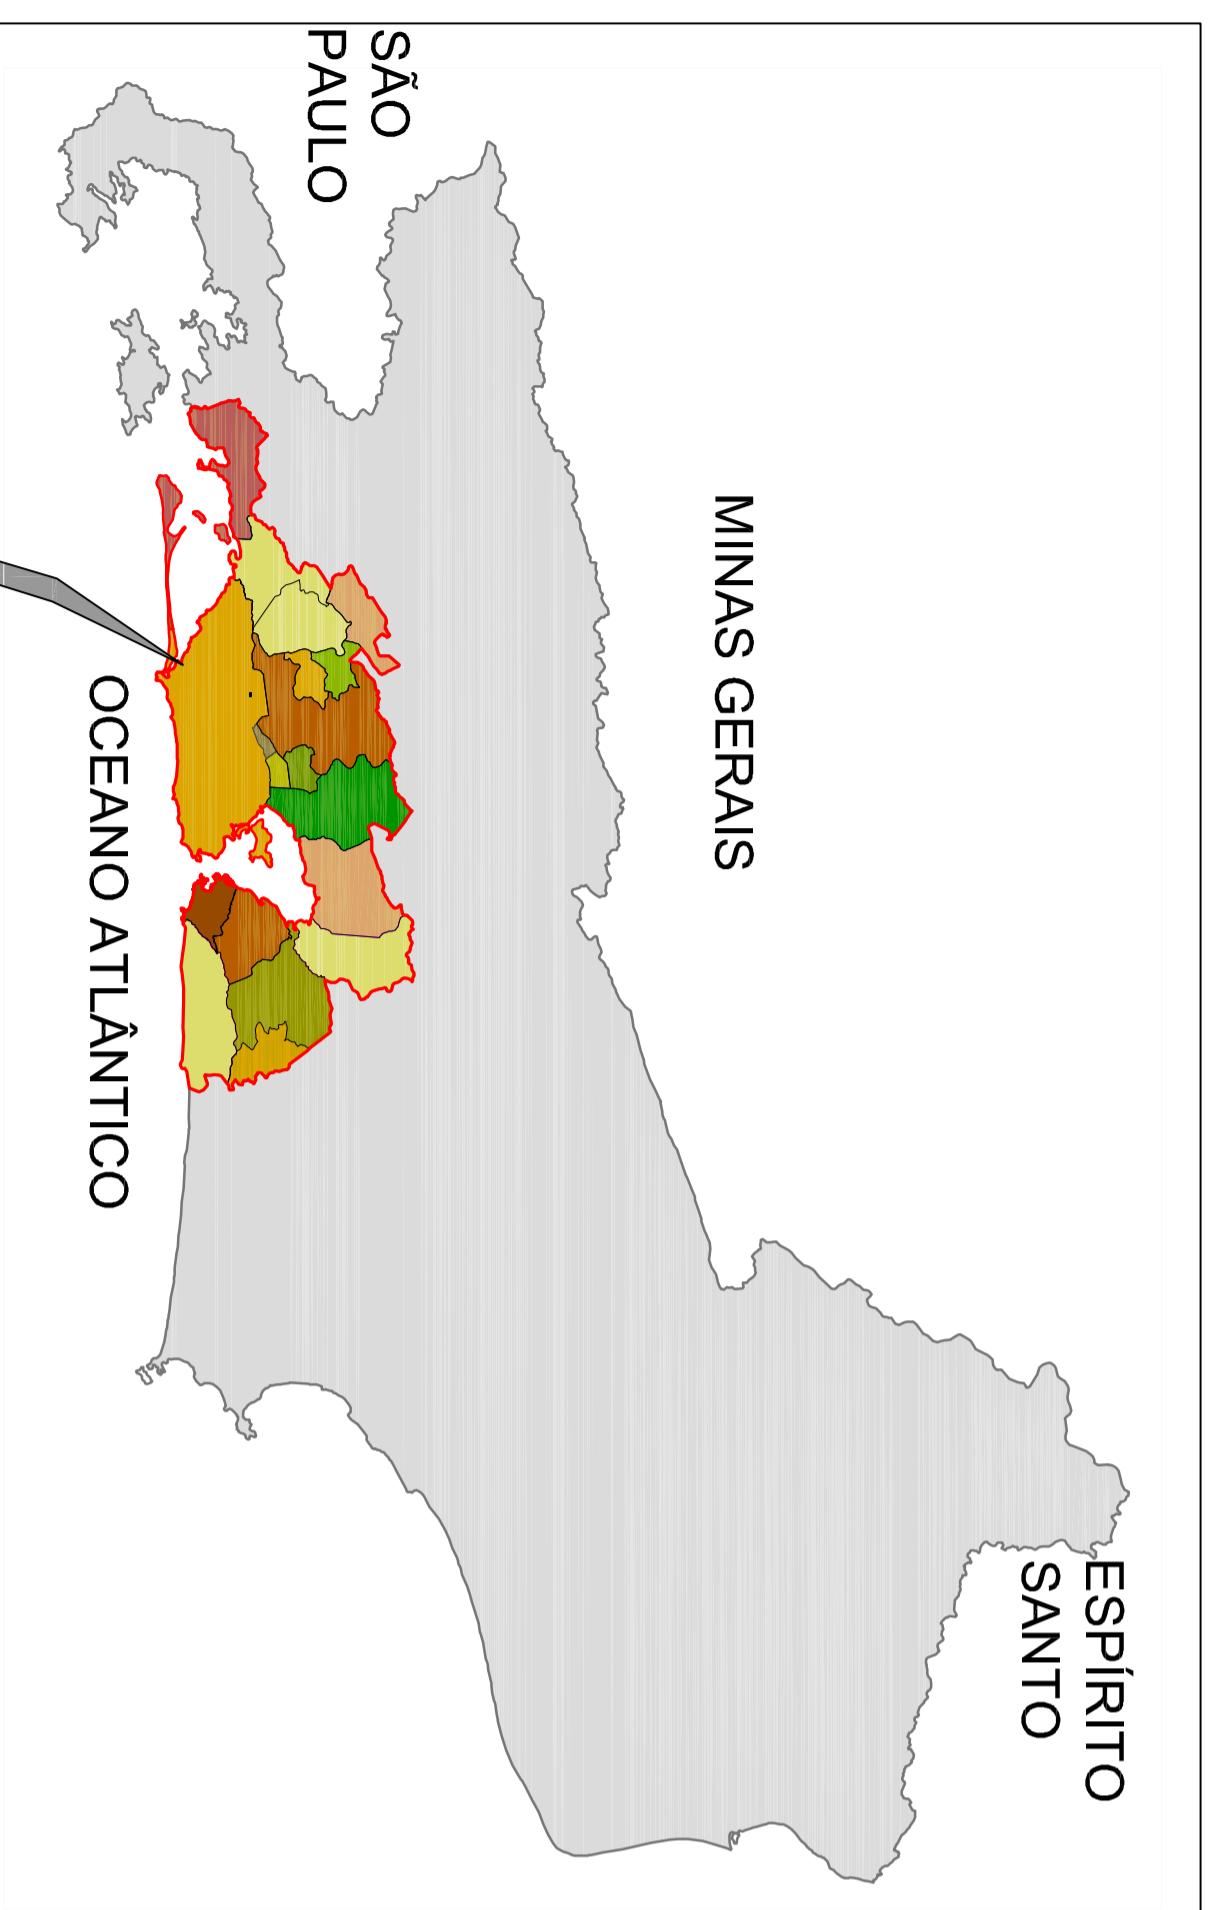 MINAS GERAIS
ESPÍRITO
SANTO
SÃO
PAULO
OCEANO ATLÂNTICO